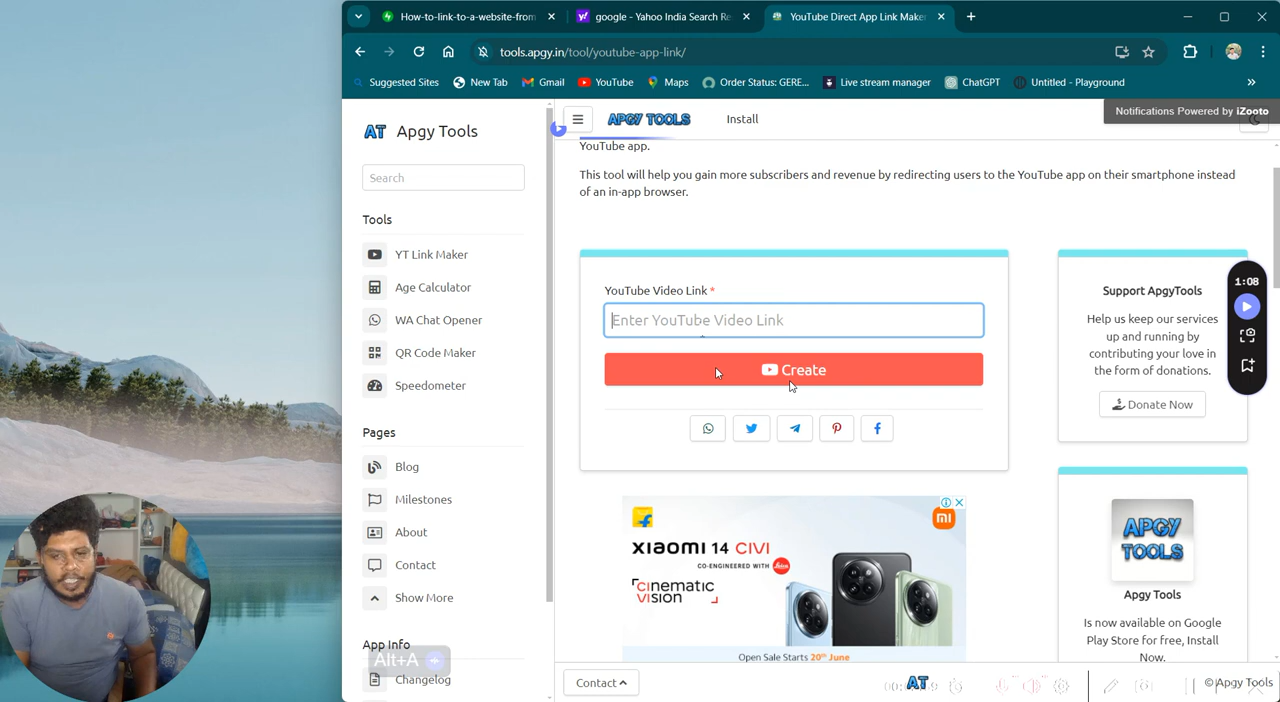 How-to-link-to-a-website-from
google - Yahoo India Search Re
YouTube Direct App Link Maker
tools.apgy.in/tool/youtube-app-link/
Suggested Sites
New Tab
Gmail
YouTube
Maps
Order Status: GERE...
Live stream manager
ChatGPT
Untitled - Playground
Notifications Powered by iZooto
AT Apgy Tools
Search
Tools
YT Link Maker
Age Calculator
WA Chat Opener
QR Code Maker
Speedometer
Pages
Blog
Milestones
About
Contact
Show More
App Info
Alt+A
Changelog
APGY TOOLS
Install
YouTube app.
This tool will help you gain more subscribers and revenue by redirecting users to the YouTube app on their smartphone instead
of an in-app browser.
YouTube Video Link *
Enter YouTube Video Link
Create
XIAOMI 14 CIVI
CO-ENGINEERED WITH Leica
CINEMATIC
VISION
Open Sale Starts 20th June
mi
Support ApgyTools
Help us keep our services
up and running by
contributing your love in
the form of donations.
Donate Now
1:08
APGY
TOOLS
Apgy Tools
Is now available on Google
Play Store for free, Install
Now.
Contact
AT
© Apgy Tools